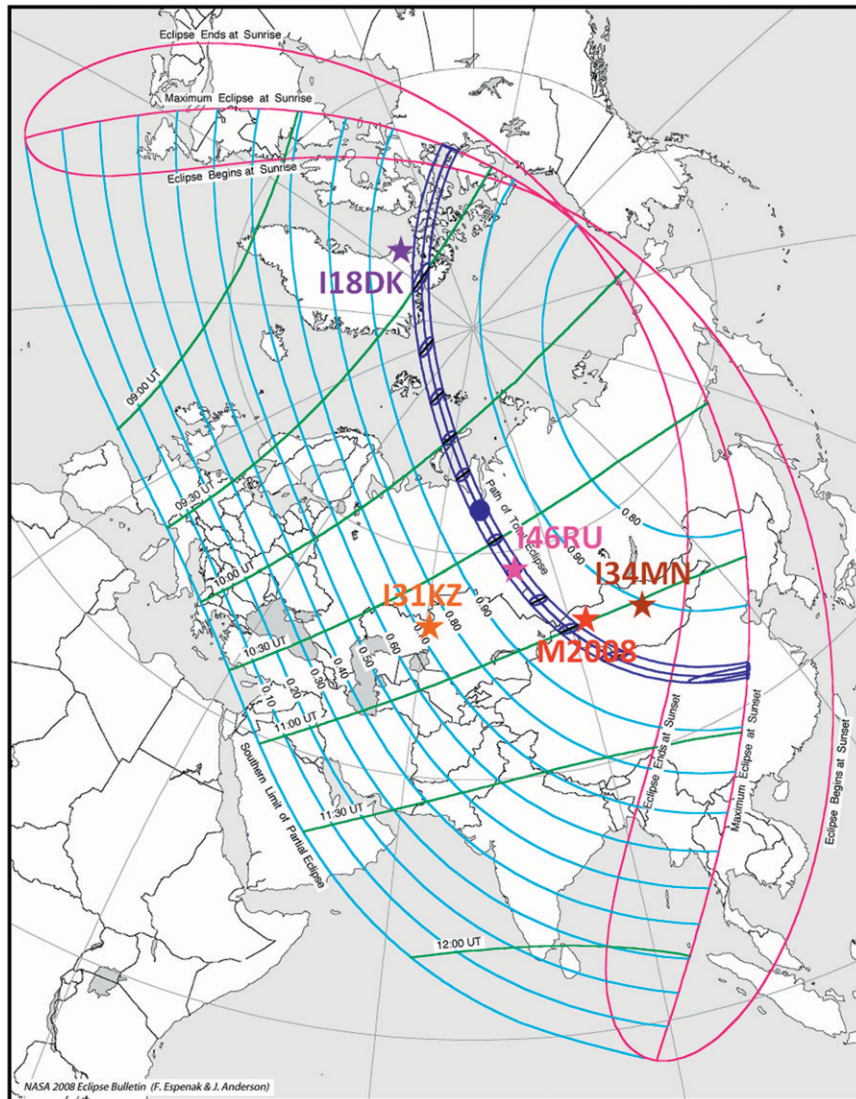 Eclipse Ends at Sunrise
Maximum Eclipse at Sunrise
Eclipse Begins at Sunrise
I18DK
09:00 UT
09:30 UT
10:00 UT
10:30 UT
11:00 UT
11:30 UT
12:00 UT
Path of
Eclipse
I46RU
I34MN
I31KZ
M2008
0.80
0.90
0.90
0.80
0.70
0.60
0.50
0.40
0.30
0.20
0.10
Southern Limit of Partial Eclipse
Eclipse Ends at Sunset
Maximum Eclipse at Sunset
Eclipse Begins at Sunset
NASA 2008 Eclipse Bulletin (F. Espenak & J. Anderson)